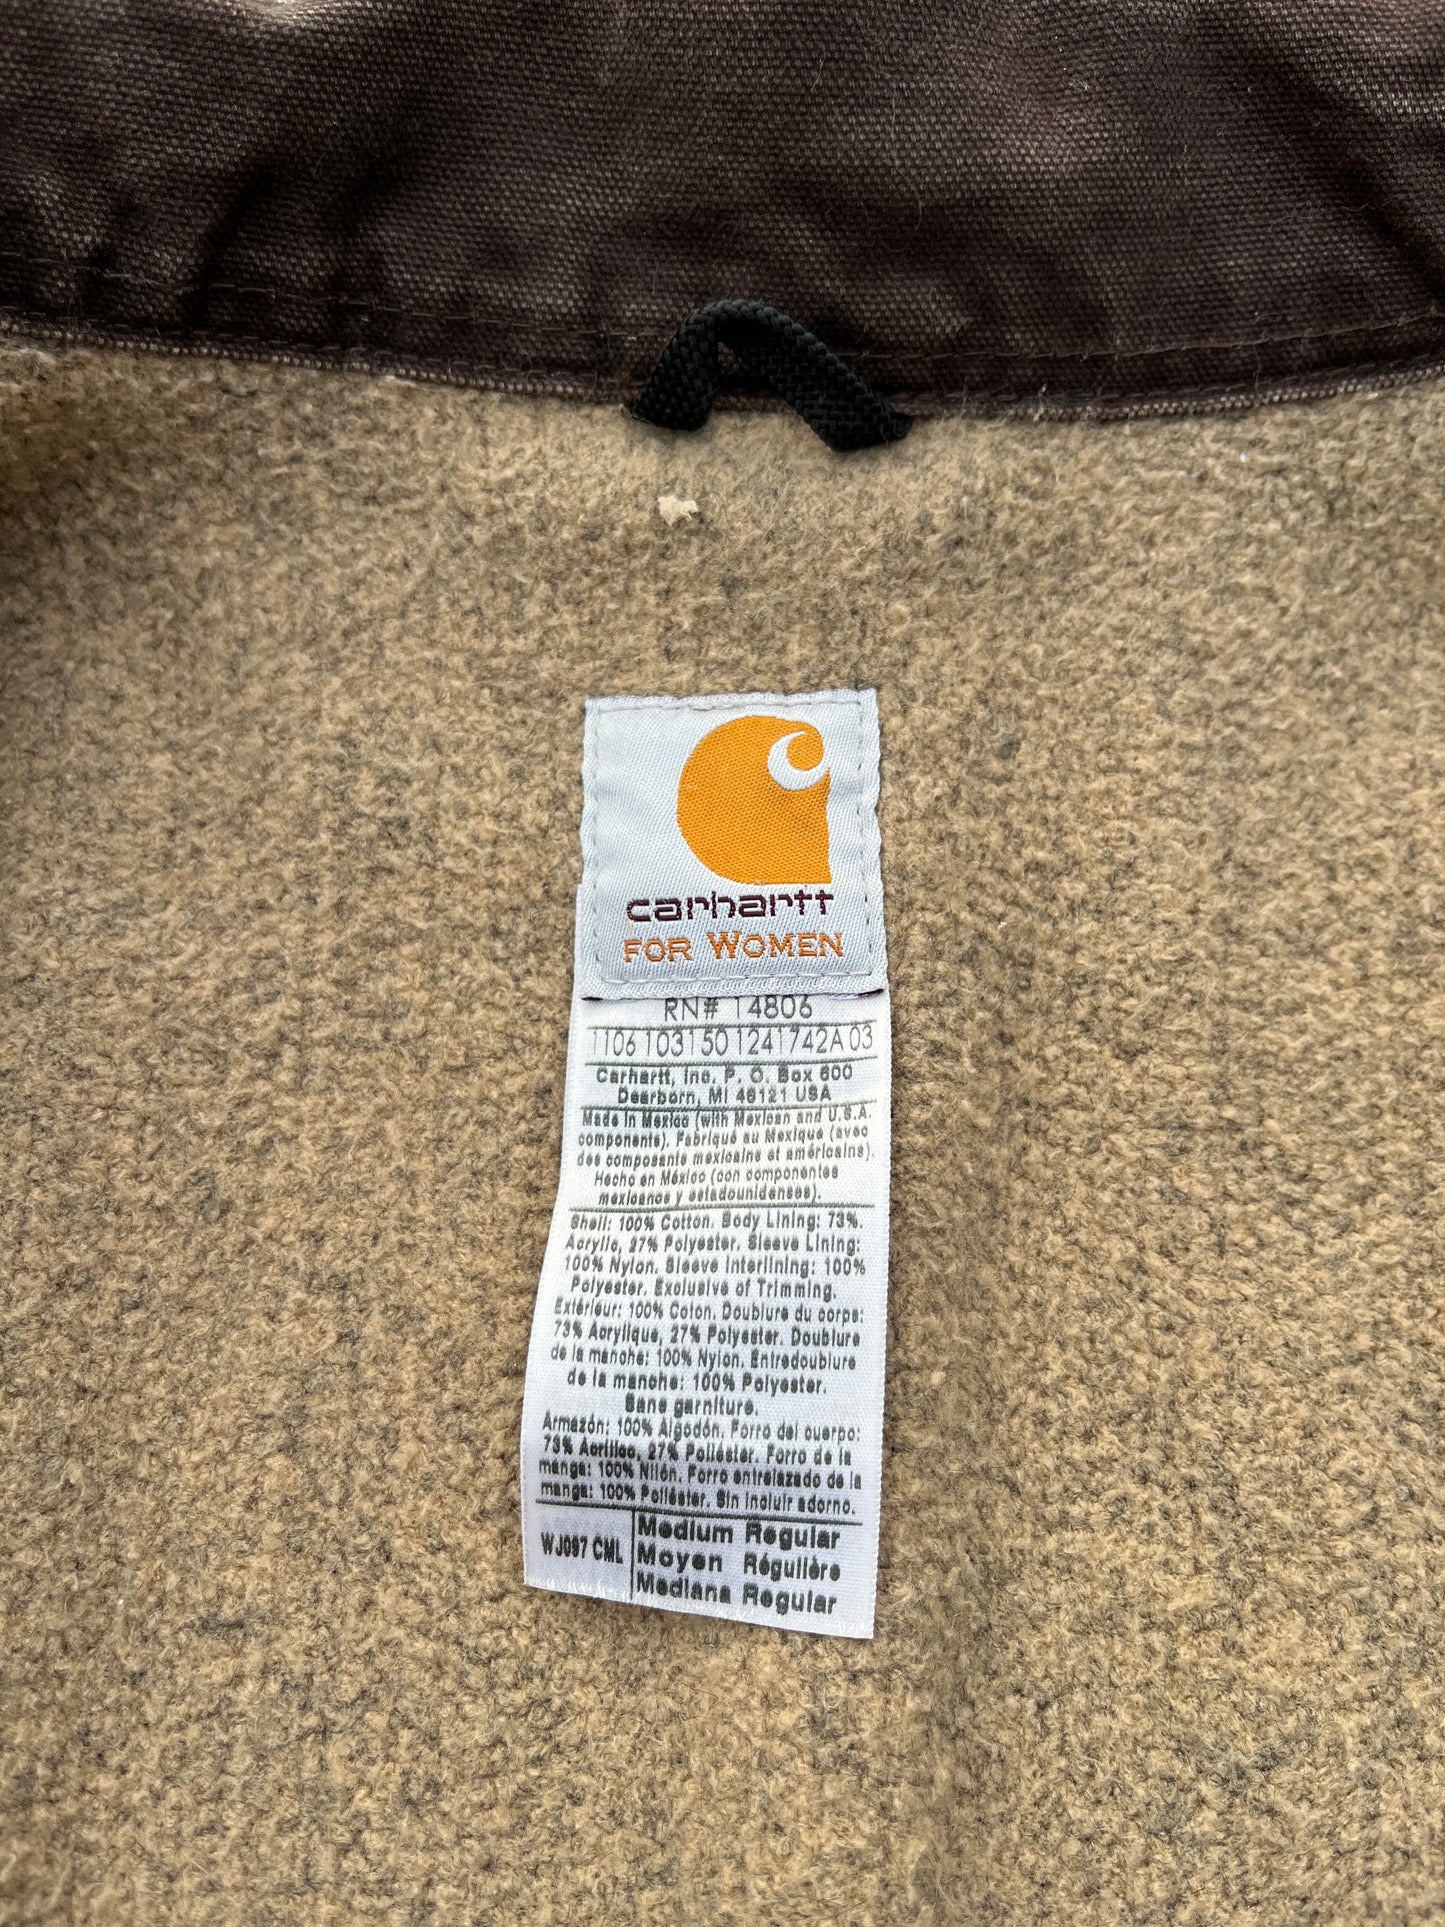 carhartt
FOR WOMEN
RN# 14806
1106 103150 1241742A 03
Carhartt, Inc. P. O. Box 600
Dearborn, MI 48121 USA
Made in Mexico (with Mexican and U.S.A.
components). Fabriqué au Mexique (avec
des composants mexicains et américains).
Hecho en México (con componentes
mexicanos y estadounidenses).
Shell: 100% Cotton. Body Lining: 73%.
Acrylic, 27% Polyester. Sleeve Lining:
100% Nylon. Sleeve Interlining: 100%
Polyester. Exclusive of Trimming.
Extérieur: 100% Coton. Doublure du corps:
73% Acrylique, 27% Polyester. Doublure
de la manche: 100% Nylon. Entredoublure
de la manche: 100% Polyester.
Sans garniture.
Armazón: 100% Algodón. Forro del cuerpo:
73% Acrílico, 27% Poliéster. Forro de la
manga: 100% Nilón. Forro entrelazado de la
manga: 100% Poliéster. Sin incluir adorno.
WJ097 CML
Medium Regular
Moyen Régulière
Mediana Regular